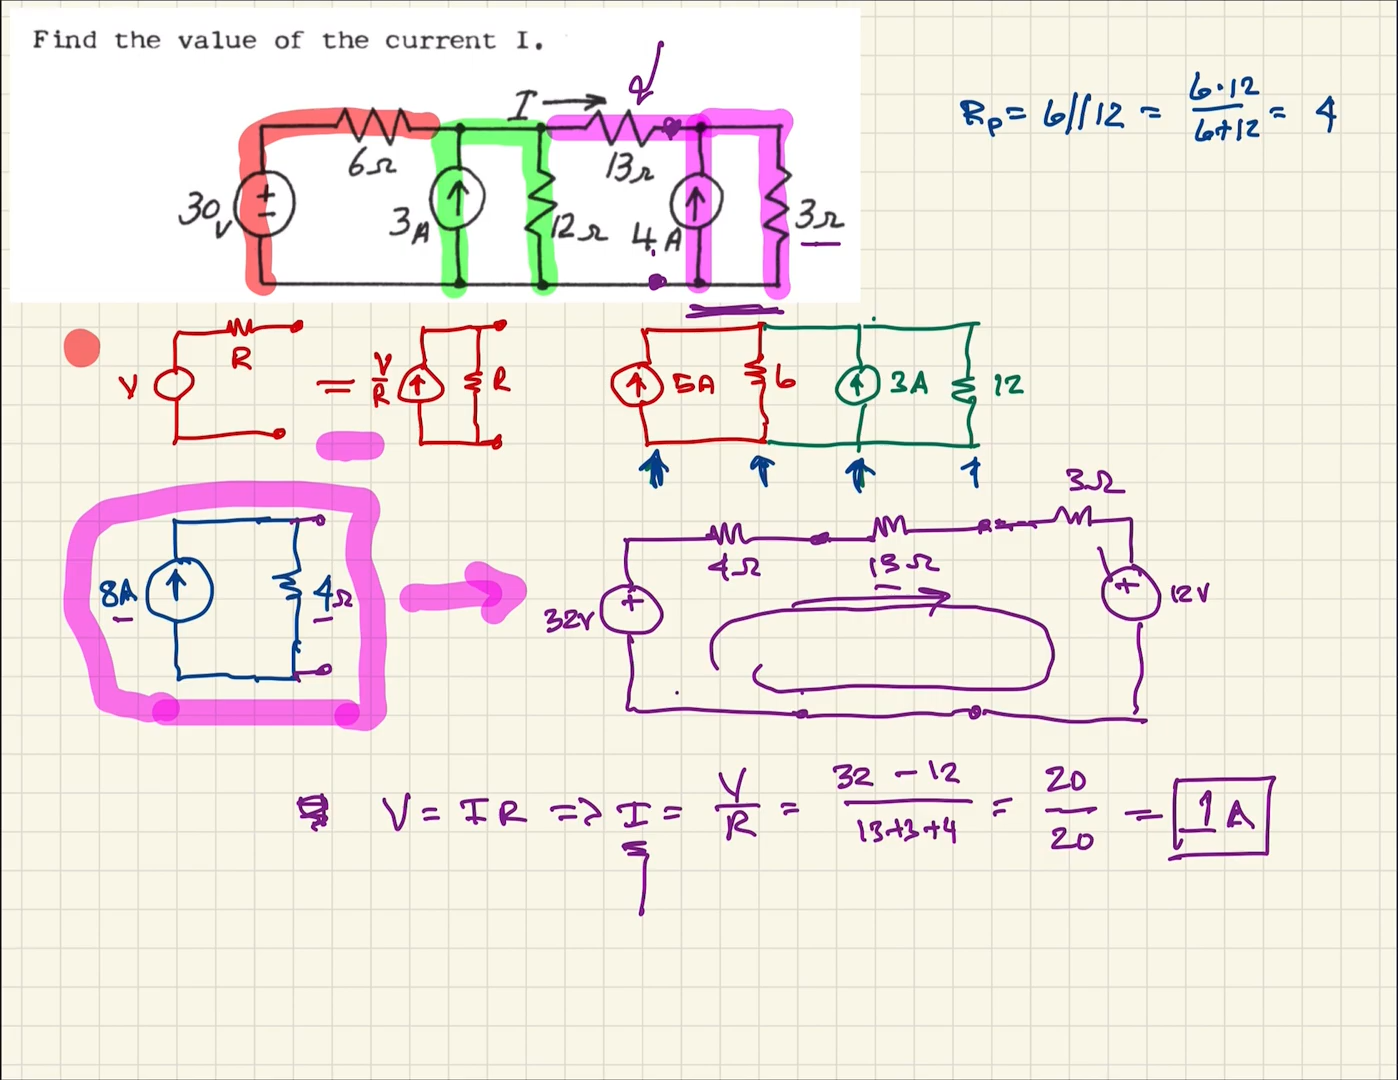 Find the value of the current I.
I
6Ω
13Ω
30V
3A
12Ω
4A
3Ω
Rp = 6//12 = 6·12 / 6+12 = 4
V
R
= V/R
R
5A
6
3A
12
8A
4Ω
32V
4Ω
13Ω
3Ω
12V
V = IR => I = V/R = 32 - 12 / 13+3+4 = 20/20 = 1A